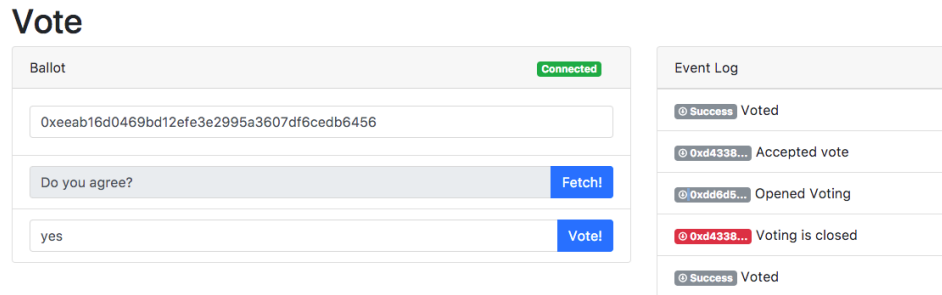 Vote
Ballot
Connected
0xeeab16d0469bd12efe3e2995a3607df6cedb6456
Do you agree?
Fetch!
yes
Vote!
Event Log
Success Voted
0xd4338... Accepted vote
0xdd6d5... Opened Voting
0xd4338... Voting is closed
Success Voted